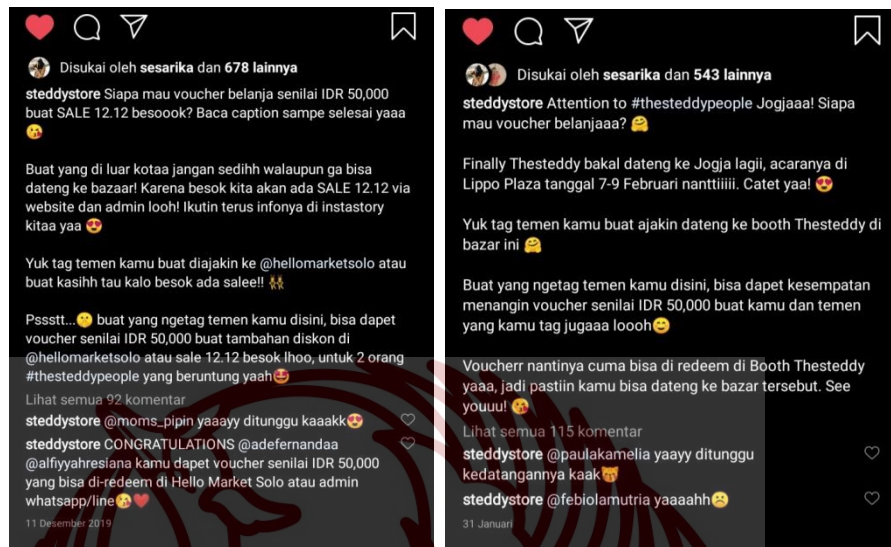 Disukai oleh sesarika dan 678 lainnya
steddystore Siapa mau voucher belanja senilai IDR 50,000
buat SALE 12.12 besoook? Baca caption sampe selesai yaaa
😘
Buat yang di luar kotaa jangan sedihh walaupun ga bisa
dateng ke bazaar! Karena besok kita akan ada SALE 12.12 via
website dan admin looh! Ikutin terus infonya di instastory
kitaa yaa 😍
Yuk tag temen kamu buat diajakin ke @hellomarketsolo atau
buat kasihh tau kalo besok ada salee!! 👯
Pssstt...🤫 buat yang ngetag temen kamu disini, bisa dapet
voucher senilai IDR 50,000 buat tambahan diskon di
@hellomarketsolo atau sale 12.12 besok lhoo, untuk 2 orang
#thesteddypeople yang beruntung yaah🤩
Lihat semua 92 komentar
steddystore @moms_pipin yaaayy ditunggu kaaakk😍
steddystore CONGRATULATIONS @adefernandaa
@alfiyyahresiana kamu dapet voucher senilai IDR 50,000
yang bisa di-redeem di Hello Market Solo atau admin
whatsapp/line😘❤️
11 Desember 2019
Disukai oleh sesarika dan 543 lainnya
steddystore Attention to #thesteddypeople Jogjaaa! Siapa
mau voucher belanjaaa? 🤗
Finally Thesteddy bakal dateng ke Jogja lagii, acaranya di
Lippo Plaza tanggal 7-9 Februari nanttiiiii. Catet yaa! 😍
Yuk tag temen kamu buat ajakin dateng ke booth Thesteddy di
bazar ini 🤗
Buat yang ngetag temen kamu disini, bisa dapet kesempatan
menangin voucher senilai IDR 50,000 buat kamu dan temen
yang kamu tag jugaaa loooh😊
Voucherr nantinya cuma bisa di redeem di Booth Thesteddy
yaaa, jadi pastiin kamu bisa dateng ke bazar tersebut. See
youuu! 😘
Lihat semua 115 komentar
steddystore @paulakamelia yaayy ditunggu
kedatangannya kaak😽
steddystore @febiolamutria yaaaahh☹️
31 Januari